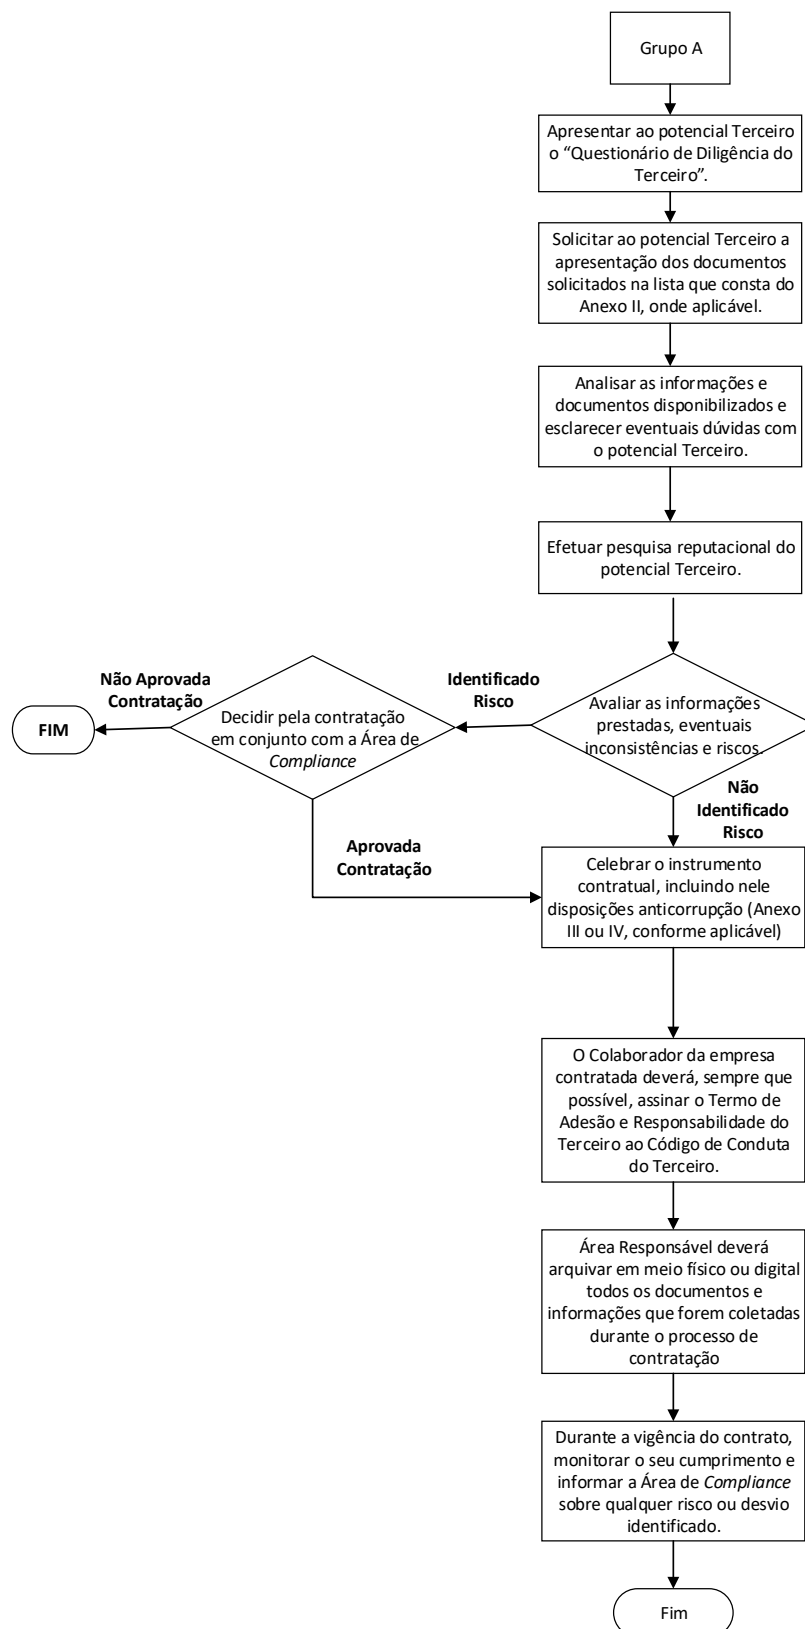 Grupo A
Apresentar ao potencial Terceiro
o “Questionário de Diligência do
Terceiro”.
Solicitar ao potencial Terceiro a
apresentação dos documentos
solicitados na lista que consta do
Anexo II, onde aplicável.
Analisar as informações e
documentos disponibilizados e
esclarecer eventuais dúvidas com
o potencial Terceiro.
Efetuar pesquisa reputacional do
potencial Terceiro.
Avaliar as informações
prestadas, eventuais
inconsistências e riscos.
Identificado
Risco
Decidir pela contratação
em conjunto com a Área de
Compliance
Não Aprovada
Contratação
FIM
Não
Identificado
Risco
Aprovada
Contratação
Celebrar o instrumento
contratual, incluindo nele
disposições anticorrupção (Anexo
III ou IV, conforme aplicável)
O Colaborador da empresa
contratada deverá, sempre que
possível, assinar o Termo de
Adesão e Responsabilidade do
Terceiro ao Código de Conduta
do Terceiro.
Área Responsável deverá
arquivar em meio físico ou digital
todos os documentos e
informações que forem coletadas
durante o processo de
contratação
Durante a vigência do contrato,
monitorar o seu cumprimento e
informar a Área de Compliance
sobre qualquer risco ou desvio
identificado.
Fim